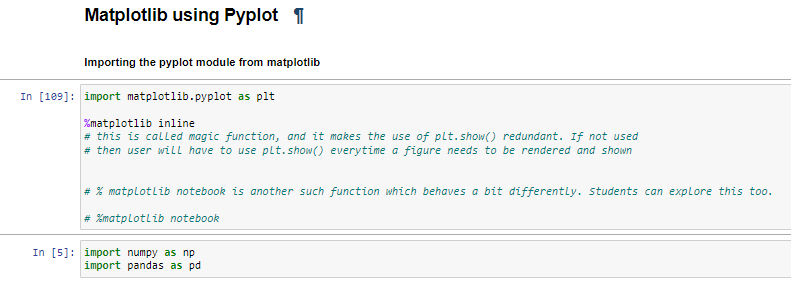 Matplotlib using Pyplot ¶
Importing the pyplot module from matplotlib
In [109]: import matplotlib.pyplot as plt
%matplotlib inline
# this is called magic function, and it makes the use of plt.show() redundant. If not used
# then user will have to use plt.show() everytime a figure needs to be rendered and shown
# % matplotlib notebook is another such function which behaves a bit differently. Students can explore this too.
# %matplotlib notebook
In [5]: import numpy as np
import pandas as pd